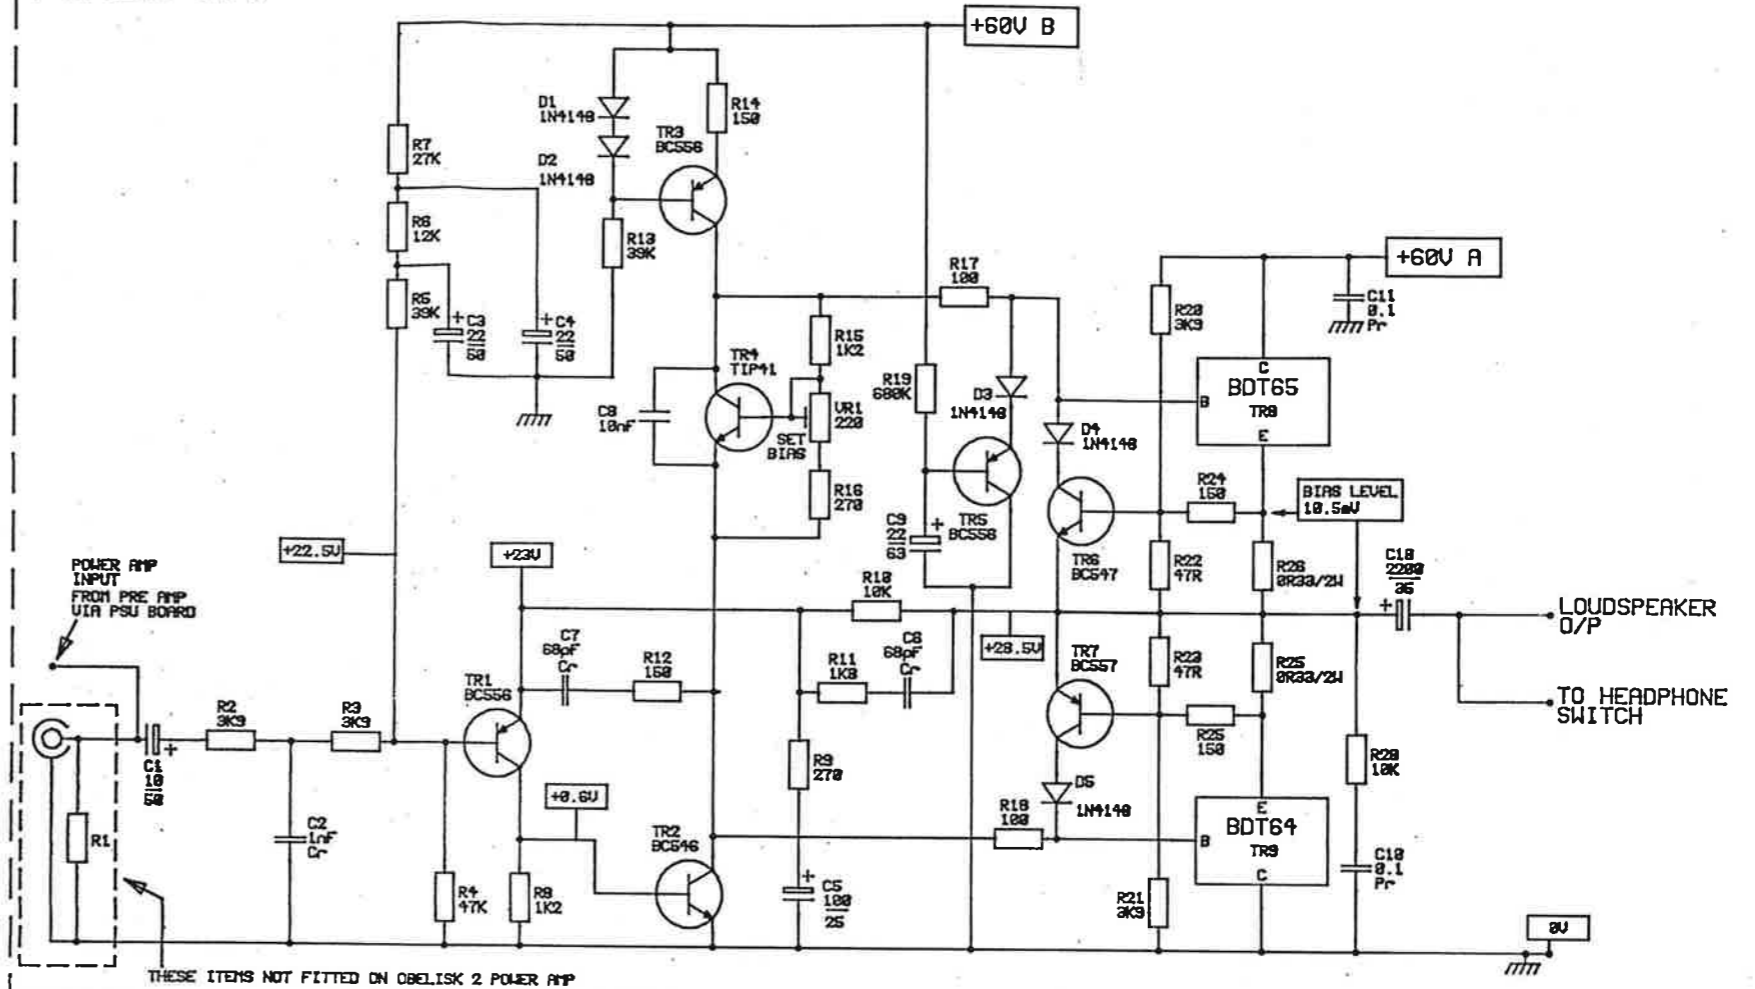 +60V B
D1
1N4148
R14
150
TR3
BC556
R7
27K
D2
1N4148
R6
12K
R13
39K
R17
100
+60V A
R5
39K
C3
22
50
C4
22
50
R20
3K9
C11
0.1
Pr
R15
1K2
TR4
TIP41
R19
680K
D3
1N4148
C
BDT65
B
TR8
E
C8
10nF
VR1
220
SET
BIAS
D4
1N4148
R16
270
R24
150
BIAS LEVEL
10.5mV
C9
22
63
TR5
BC556
+22.5V
+23V
TR6
BC547
R22
47R
R26
0R33/2W
C18
2200
35
POWER AMP
INPUT
FROM PRE AMP
VIA PSU BOARD
R10
10K
LOUDSPEAKER
O/P
C7
68pF
Cr
R12
150
R11
1K8
C6
68pF
Cr
+28.5V
TR7
BC557
R23
47R
R25
0R33/2W
TR1
BC556
TO HEADPHONE
SWITCH
R2
3K9
R3
3K9
R25
150
C1
10
50
R9
270
R28
10K
+0.6V
D5
1N4148
R18
100
E
BDT64
B
TR9
C
R1
C2
1nF
Cr
TR2
BC546
C10
0.1
Pr
R4
47K
R8
1K2
C5
100
25
R21
3K9
0V
THESE ITEMS NOT FITTED ON OBELISK 2 POWER AMP